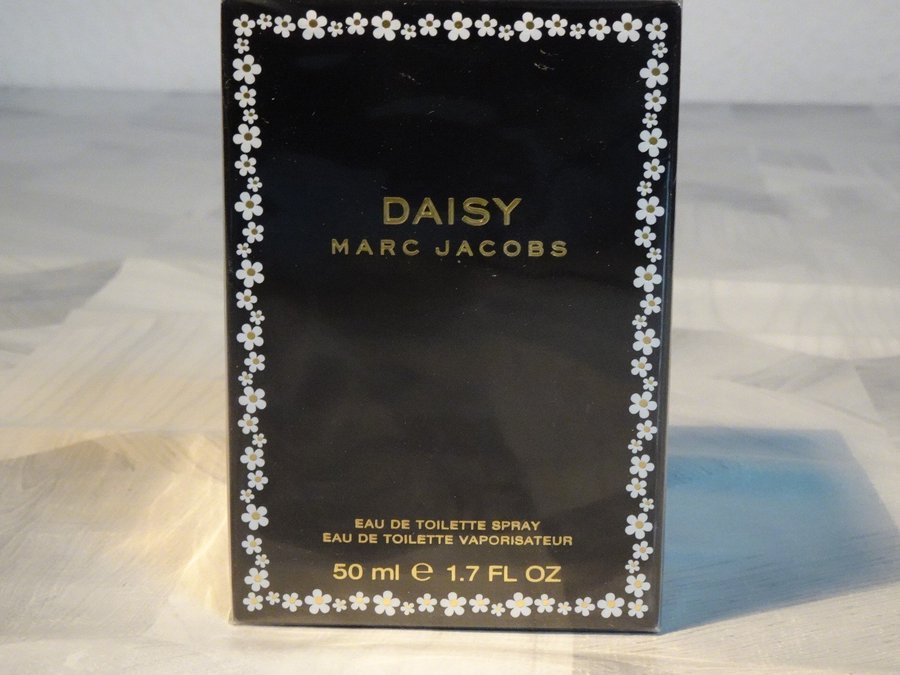 DAISY
MARC JACOBS
EAU DE TOILETTE SPRAY
EAU DE TOILETTE VAPORISATEUR
50 ml ℮ 1.7 FL OZ